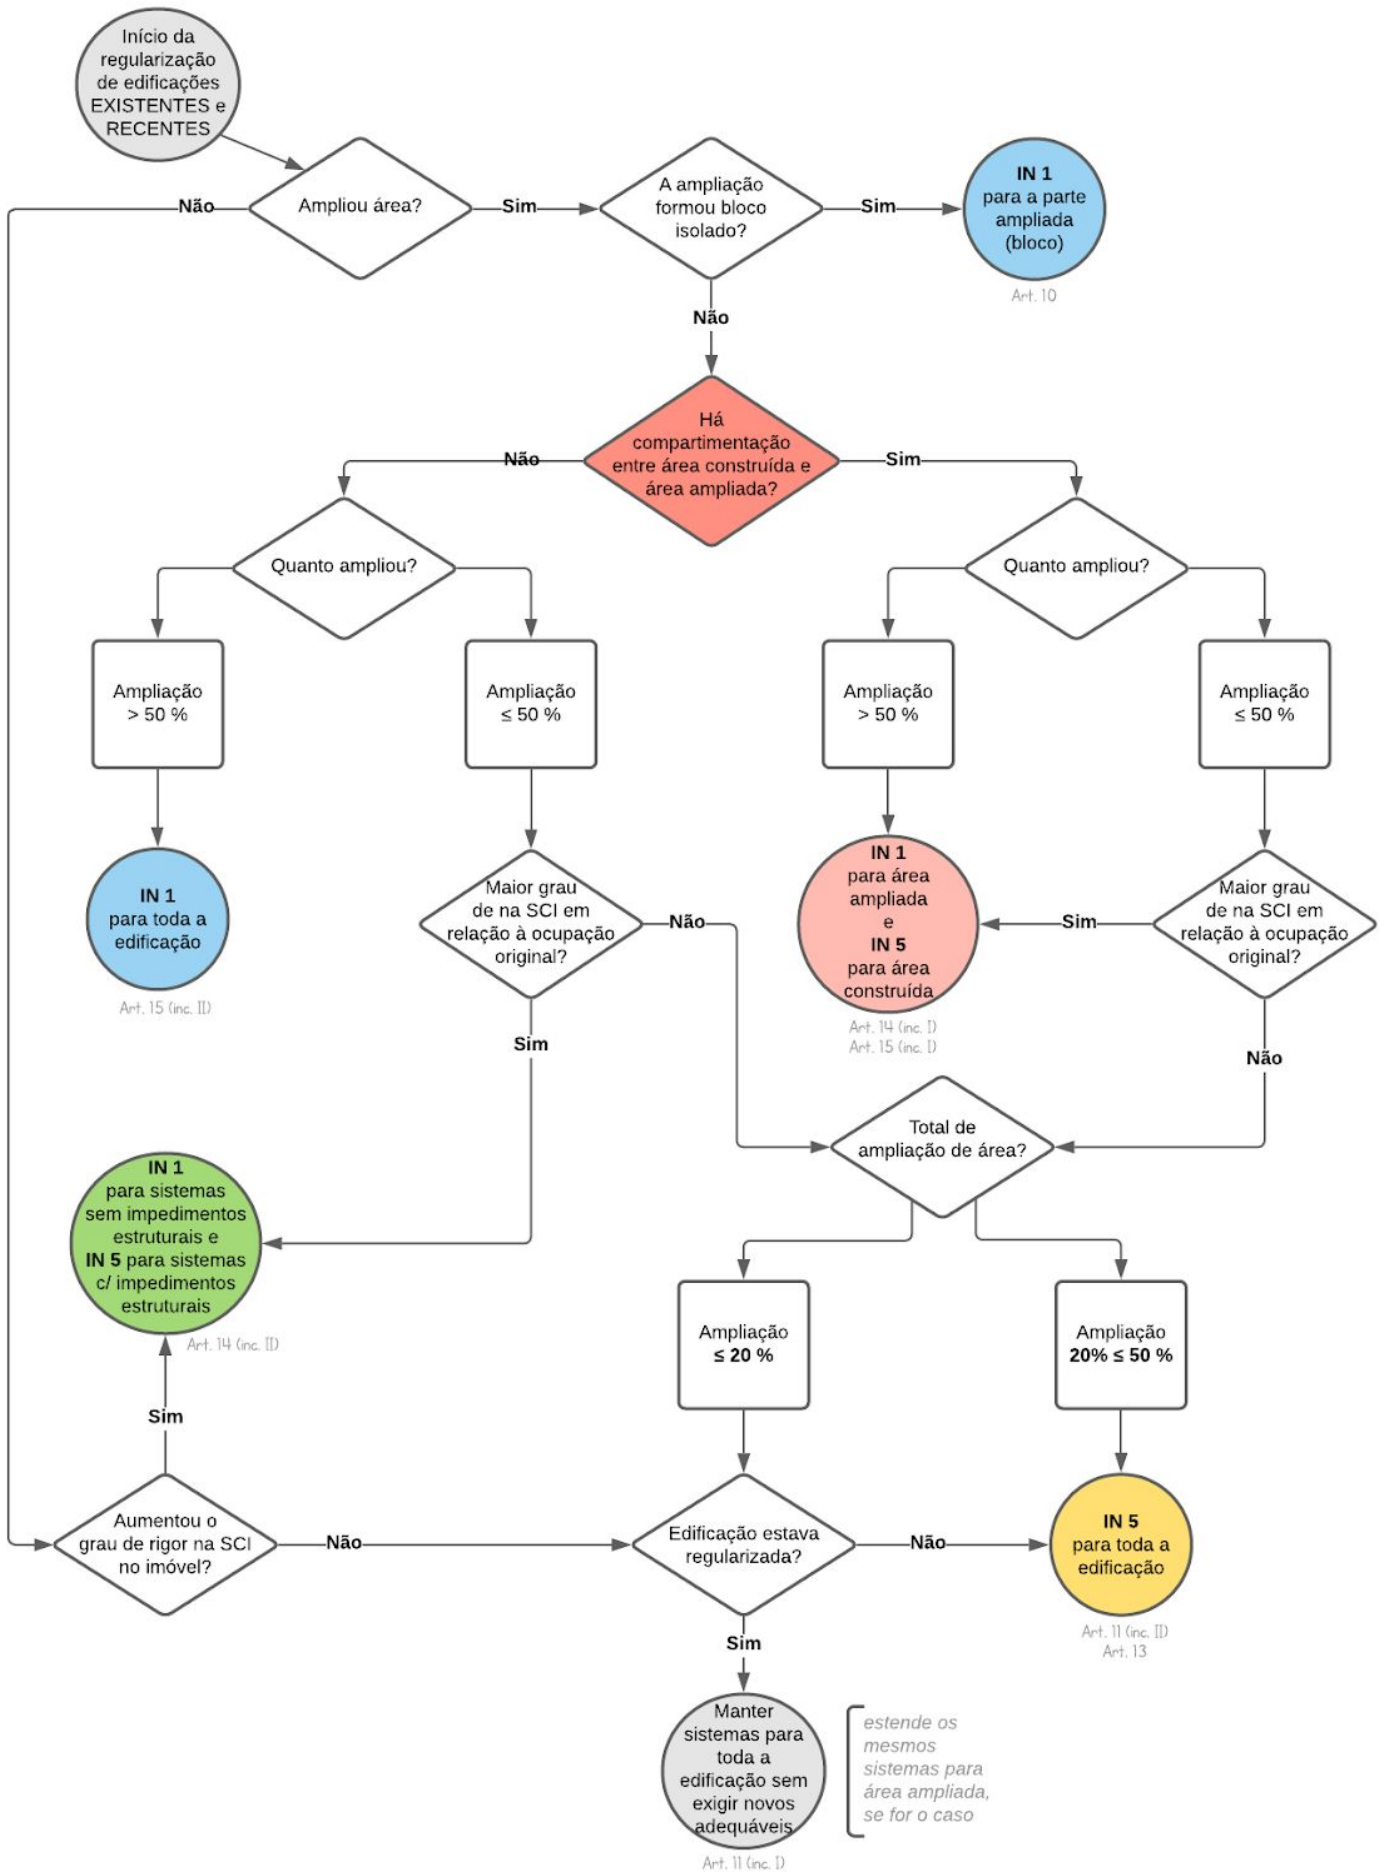 Início da
regularização
de edificações
EXISTENTES e
RECENTES
Ampliou área?
Não
Sim
A ampliação
formou bloco
isolado?
Sim
IN 1
para a parte
ampliada
(bloco)
Art. 10
Não
Há
compartimentação
entre área construída e
área ampliada?
Não
Sim
Quanto ampliou?
Quanto ampliou?
Ampliação
> 50 %
Ampliação
≤ 50 %
Ampliação
> 50 %
Ampliação
≤ 50 %
IN 1
para toda a
edificação
Art. 15 (inc. II)
Maior grau
de na SCI em
relação à ocupação
original?
Não
Sim
IN 1
para área
ampliada
e
IN 5
para área
construída
Art. 14 (inc. I)
Art. 15 (inc. I)
Sim
Maior grau
de na SCI em
relação à ocupação
original?
Não
Total de
ampliação de área?
IN 1
para sistemas
sem impedimentos
estruturais e
IN 5 para sistemas
c/ impedimentos
estruturais
Art. 14 (inc. II)
Ampliação
≤ 20 %
Ampliação
20% ≤ 50 %
Sim
Aumentou o
grau de rigor na SCI
no imóvel?
Não
Edificação estava
regularizada?
Não
IN 5
para toda a
edificação
Art. 11 (inc. II)
Art. 13
Sim
Manter
sistemas para
toda a
edificação sem
exigir novos
adequáveis
Art. 11 (inc. I)
estende os
mesmos
sistemas para
área ampliada,
se for o caso